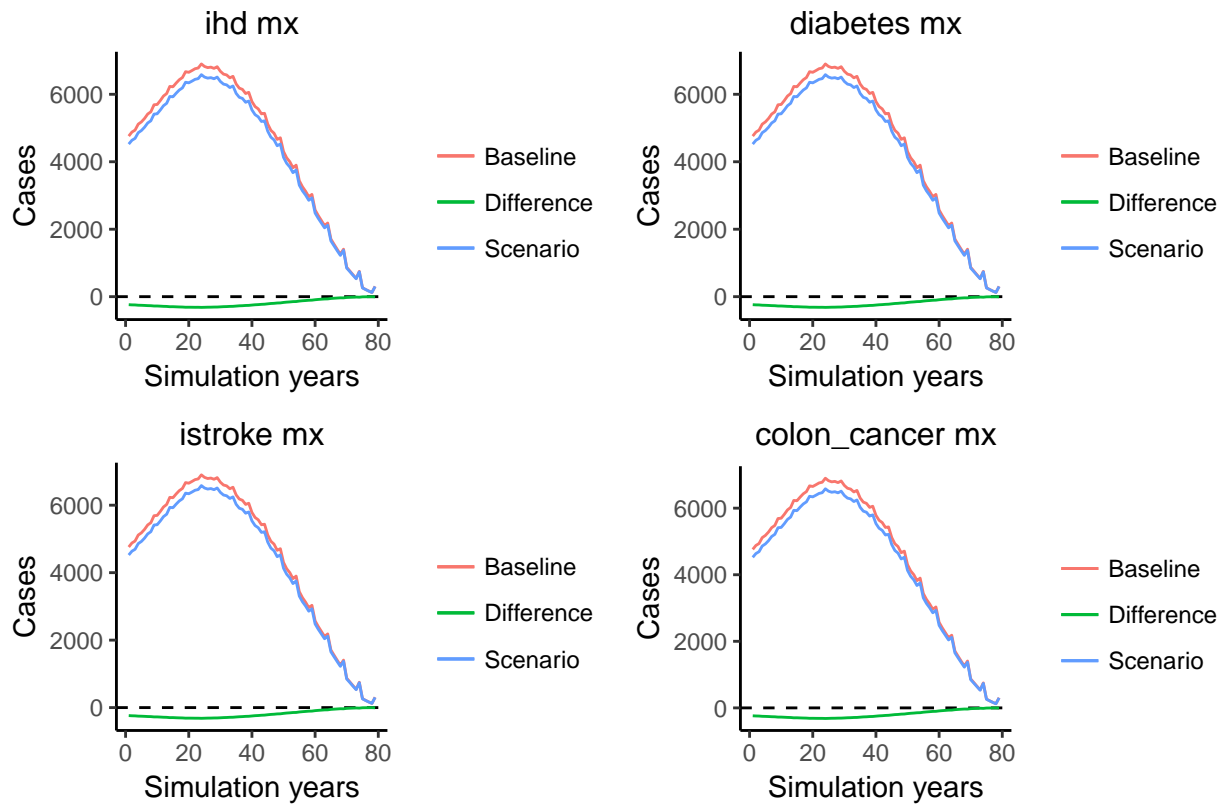 ihd mx
Cases
6000
4000
2000
0
0 20 40 60 80
Simulation years
Baseline
Difference
Scenario
diabetes mx
Cases
6000
4000
2000
0
0 20 40 60 80
Simulation years
Baseline
Difference
Scenario
istroke mx
Cases
6000
4000
2000
0
0 20 40 60 80
Simulation years
Baseline
Difference
Scenario
colon_cancer mx
Cases
6000
4000
2000
0
0 20 40 60 80
Simulation years
Baseline
Difference
Scenario